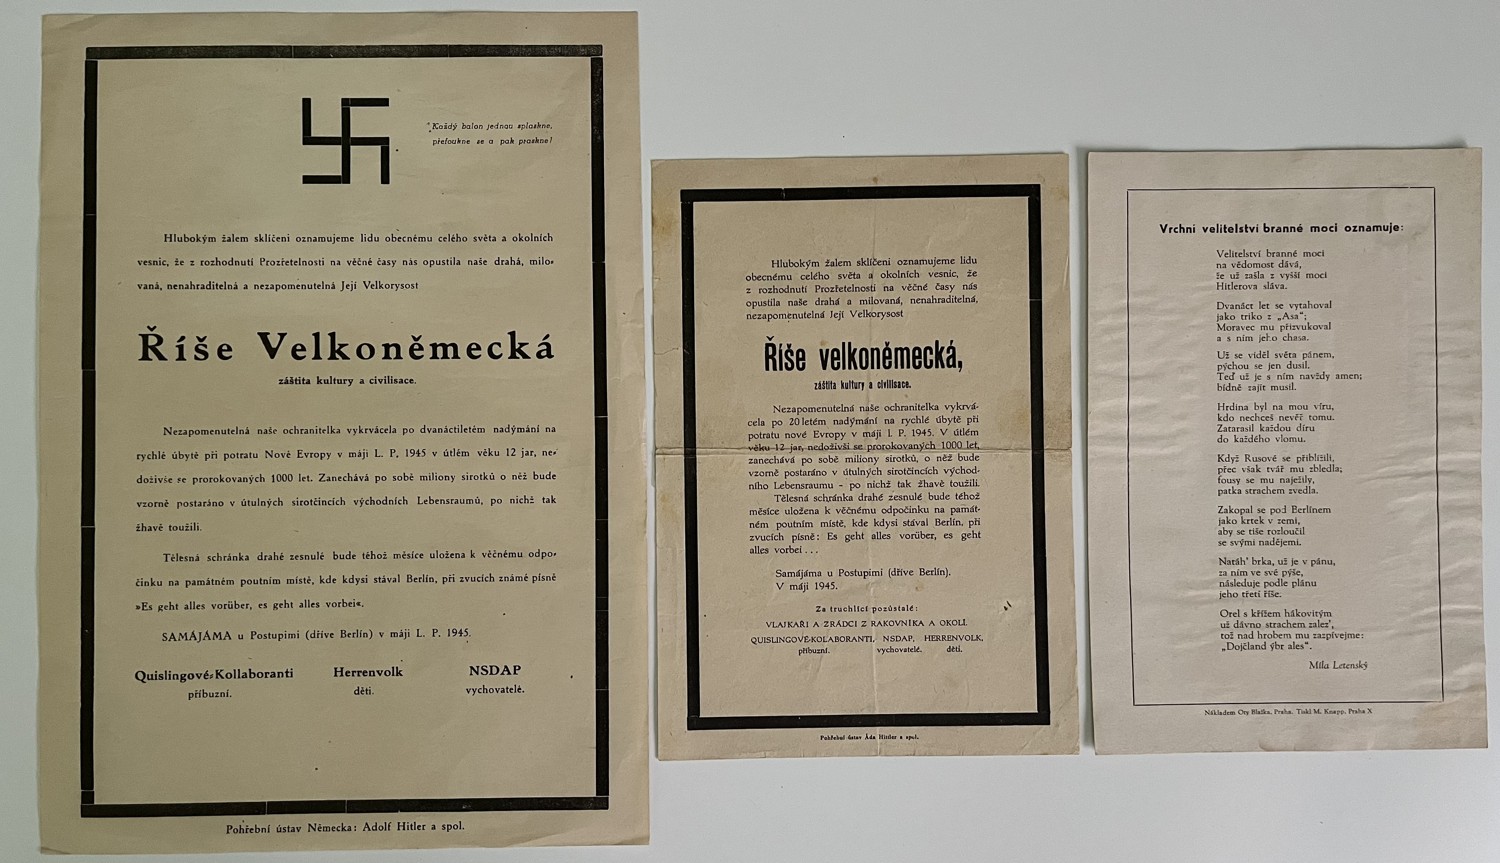 "Každý balon jednou splaskne,
přefoukne se a pak praskne!
Hlubokým žalem sklíčeni oznamujeme lidu obecnému celého světa a okolních
vesnic, že z rozhodnutí Prozřetelnosti na věčné časy nás opustila naše drahá, milo-
vaná, nenahraditelná a nezapomenutelná Její Velkorysost
Říše Velkoněmecká
záštita kultury a civilisace.
Nezapomenutelná naše ochranitelka vykrvácela po dvanáctiletém nadýmání na
rychlé úbytě při potratu Nové Evropy v máji L. P. 1945 v útlém věku 12 jar, ne-
doživše se prorokovaných 1000 let. Zanechává po sobě miliony sirotků o něž bude
vzorně postaráno v útulných sirotčincích východních Lebensraumů, po nichž tak
žhavě toužili.
Tělesná schránka drahé zesnulé bude téhož měsíce uložena k věčnému odpo-
činku na památném poutním místě, kde kdysi stával Berlín, při zvucích známé písně
»Es geht alles vorüber, es geht alles vorbei«.
SAMÁJÁMA u Postupimi (dříve Berlín) v máji L. P. 1945.
Quislingové-Kollaboranti Herrenvolk NSDAP
příbuzní. děti. vychovatelé.
Pohřební ústav Německa: Adolf Hitler a spol.
Hlubokým žalem sklíčeni oznamujeme lidu
obecnému celého světa a okolních vesnic, že
z rozhodnutí Prozřetelnosti na věčné časy nás
opustila naše drahá a milovaná, nenahraditelná,
nezapomenutelná Její Velkorysost
Říše velkoněmecká,
záštita kultury a civilisace.
Nezapomenutelná naše ochranitelka vykrvá-
cela po 20letém nadýmání na rychlé úbytě při
potratu nové Evropy v máji l. P. 1945. V útlém
věku 12 jar, nedoživši se prorokovaných 1000 let,
zanechává po sobě miliony sirotků, o něž bude
vzorně postaráno v útulných sirotčincích východ-
ního Lebensraumu - po nichž tak žhavě toužili.
Tělesná schránka drahé zesnulé bude téhož
měsíce uložena k věčnému odpočinku na památ-
ném poutním místě, kde kdysi stával Berlín, při
zvucích písně: Es geht alles vorüber, es geht
alles vorbei . . .
Samájáma u Postupimi (dříve Berlín).
V máji 1945.
Za truchlící pozůstalé:
VLAJKAŘI A ZRÁDCI Z RAKOVNÍKA A OKOLÍ.
QUISLINGOVÉ-KOLABORANTI, NSDAP, HERRENVOLK,
příbuzní. vychovatelé. děti.
Pohřební ústav Áda Hitler a spol.
Vrchní velitelství branné moci oznamuje:
Velitelství branné moci
na vědomost dává,
že už zašla z vyšší moci
Hitlerova sláva.
Dvanáct let se vytahoval
jako triko z „Asa";
Moravec mu přizvukoval
a s ním jeho chasa.
Už se viděl světa pánem,
pýchou se jen dusil.
Teď už je s ním navždy amen;
bídně zajít musil.
Hrdina byl na mou víru,
kdo nechceš nevěř tomu.
Zatarasil každou díru
do každého vlomu.
Když Rusové se přiblížili,
přec však tvář mu zbledla;
fousy se mu naježily,
patka strachem zvedla.
Zakopal se pod Berlínem
jako krtek v zemi,
aby se tiše rozloučil
se svými nadějemi.
Natáh' brka, už je v pánu,
za ním ve své pýše,
následuje podle plánu
jeho třetí říše.
Orel s křížem hákovitým
už dávno strachem zalez',
tož nad hrobem mu zazpívejme:
„Dojčland ýbr ales".
Míla Letenský
Nákladem Oty Blažka, Praha. Tiskl M. Knapp, Praha X